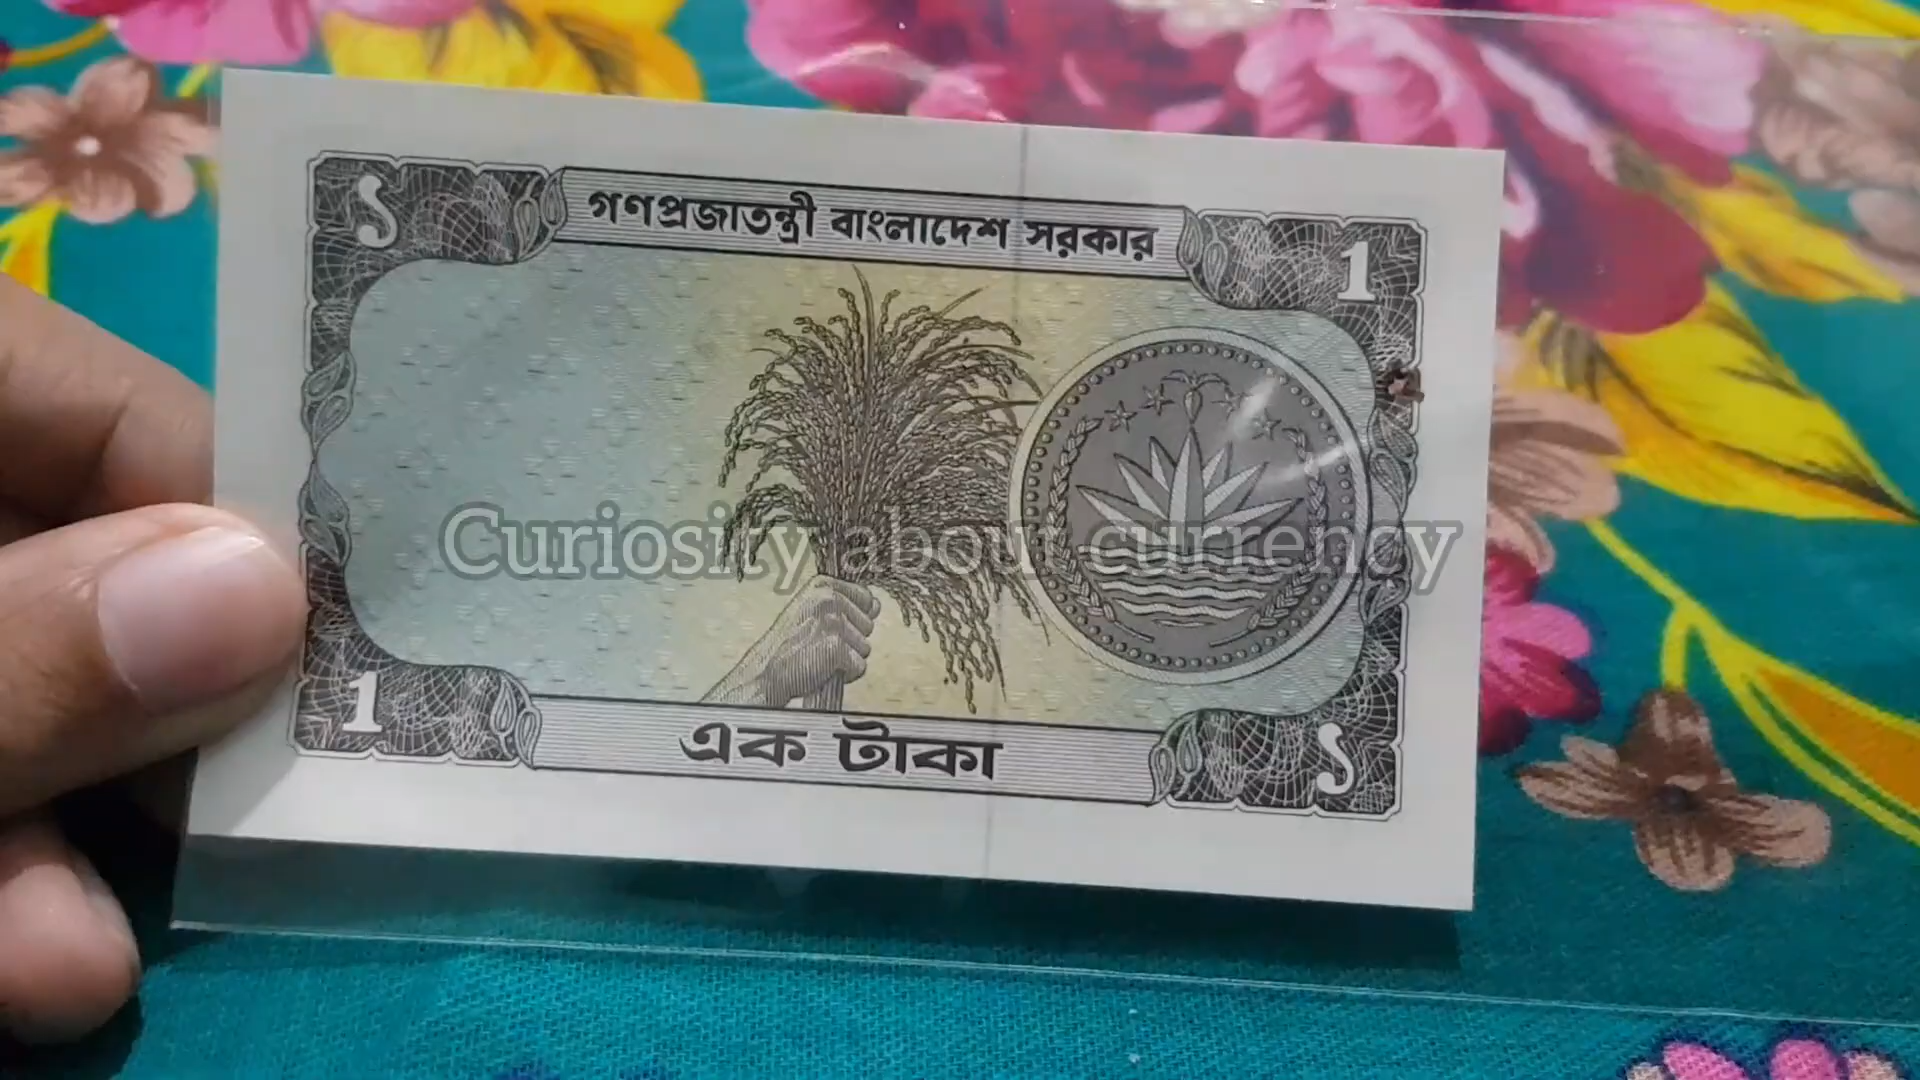 ১
গণপ্রজাতন্ত্রী বাংলাদেশ সরকার
1
Curiosity about currency
1
এক টাকা
১